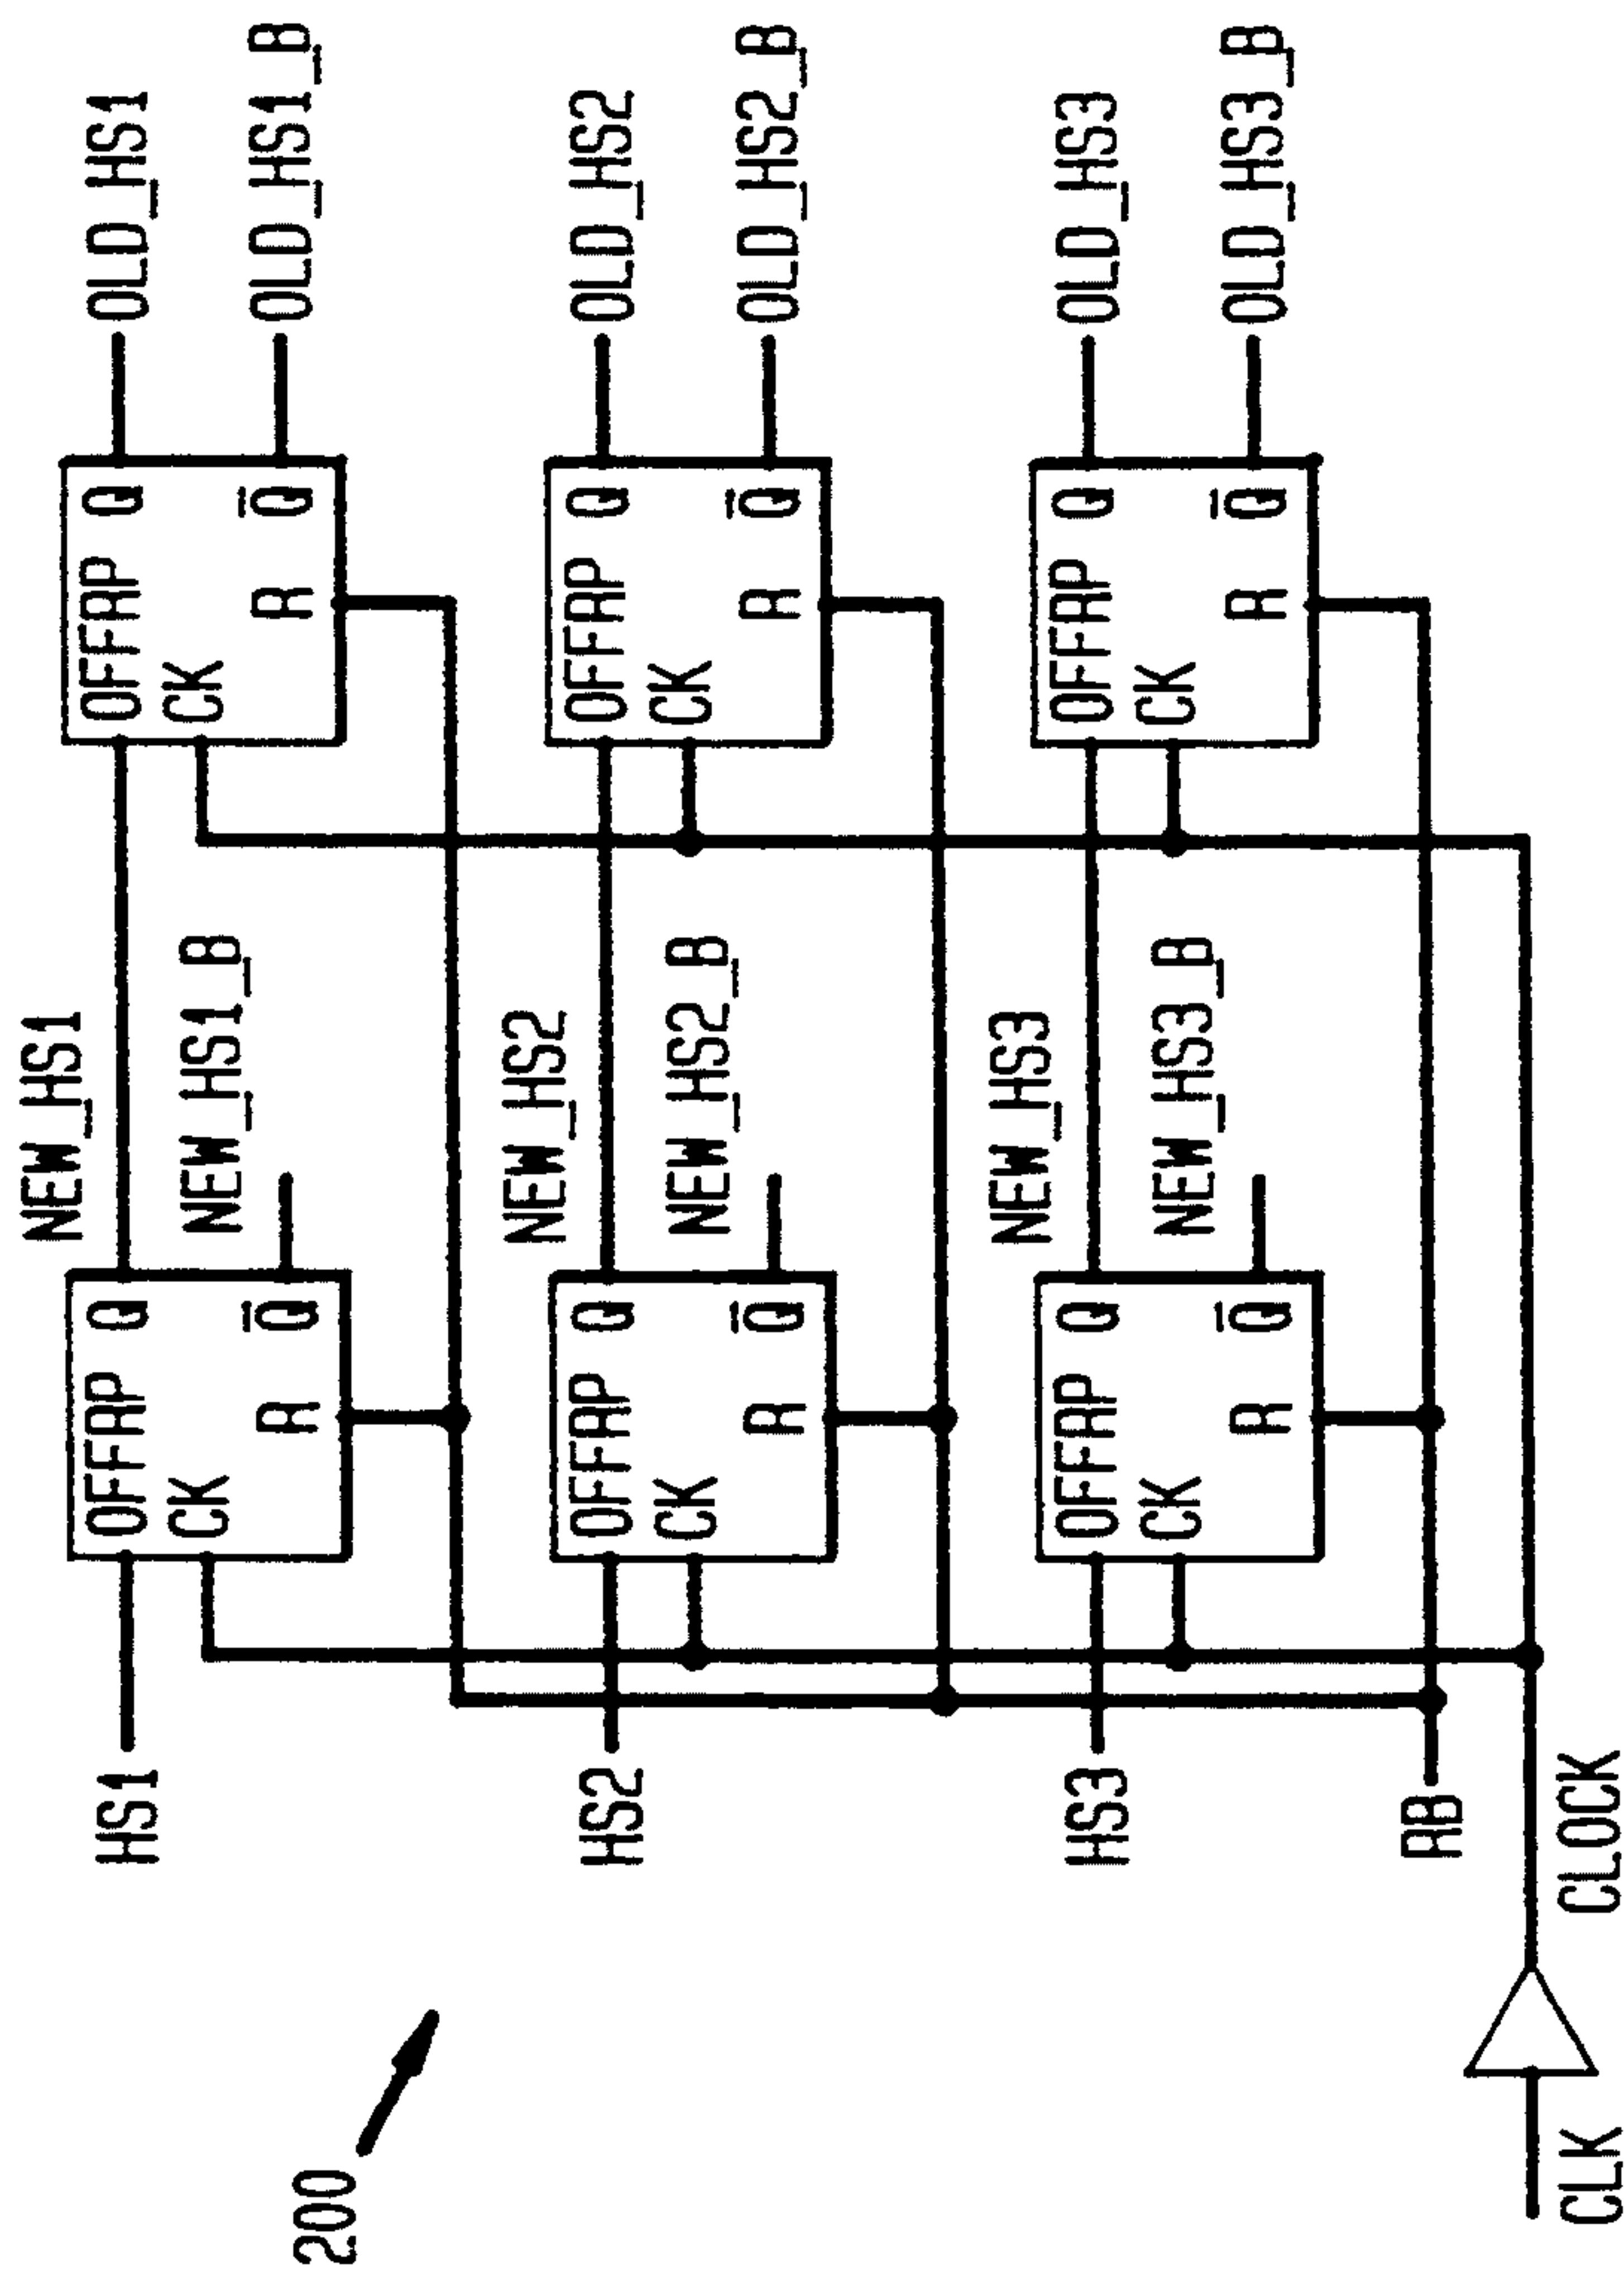 NEW_HS1
HS1
OFFRP Q
CK
R Q̄
NEW_HS1_B
OFFRP Q
CK
R Q̄
OLD_HS1
OLD_HS1_B
200
NEW_HS2
HS2
OFFRP Q
CK
R Q̄
NEW_HS2_B
OFFRP Q
CK
R Q̄
OLD_HS2
OLD_HS2_B
NEW_HS3
HS3
OFFRP Q
CK
R Q̄
NEW_HS3_B
OFFRP Q
CK
R Q̄
OLD_HS3
OLD_HS3_B
RB
CLK
CLOCK